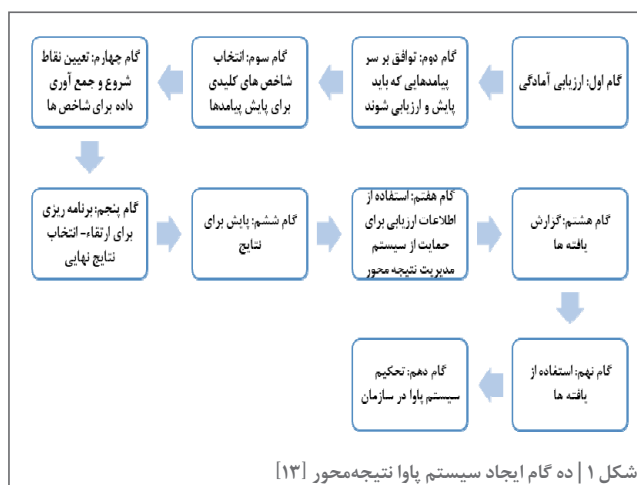 گام اول: ارزیابی آمادگی
گام دوم: توافق بر سر
پیامدهایی که باید
پایش و ارزیابی شوند
گام سوم: انتخاب
شاخص های کلیدی
برای پایش پیامدها
گام چهارم: تعیین نقاط
شروع و جمع آوری
داده برای شاخص ها
گام پنجم: برنامه ریزی
برای ارتقاء- انتخاب
نتایج نهایی
گام ششم: پایش برای
نتایج
گام هفتم: استفاده از
اطلاعات ارزیابی برای
حمایت از سیستم
مدیریت نتیجه محور
گام هشتم: گزارش
یافته ها
گام نهم: استفاده از
یافته ها
گام دهم: تحکیم
سیستم پاوا در سازمان
شکل ۱ | ده گام ایجاد سیستم پاوا نتیجه‌محور [۱۳]